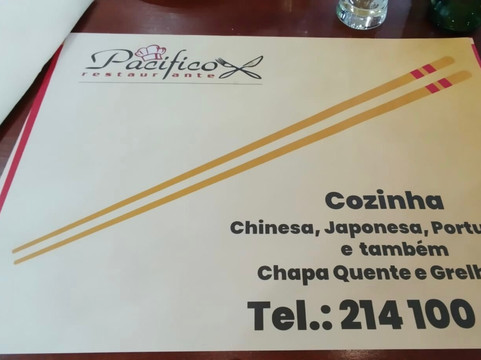 Pacifico
restaurante
Cozinha
Chinesa, Japonesa, Portu
e também
Chapa Quente e Grelh
Tel.: 214 100